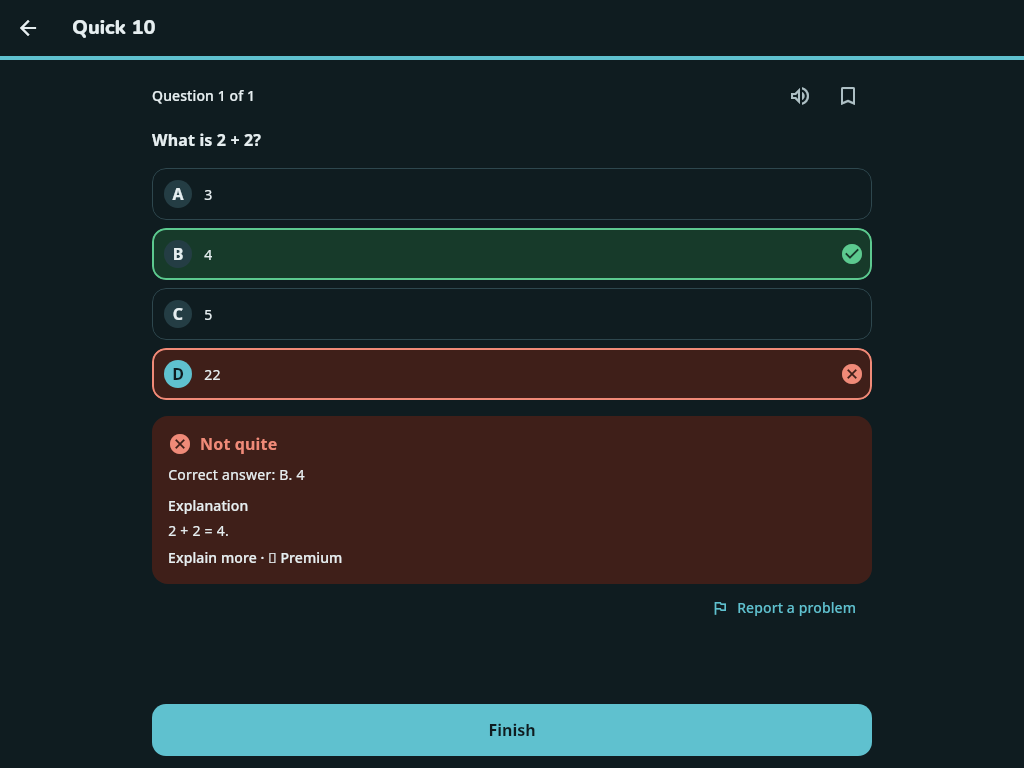 Quick 10
Question 1 of 1
What is 2 + 2?
A 3
B 4
C 5
D 22
Not quite
Correct answer: B. 4
Explanation
2 + 2 = 4.
Explain more · ▯ Premium
Report a problem
Finish